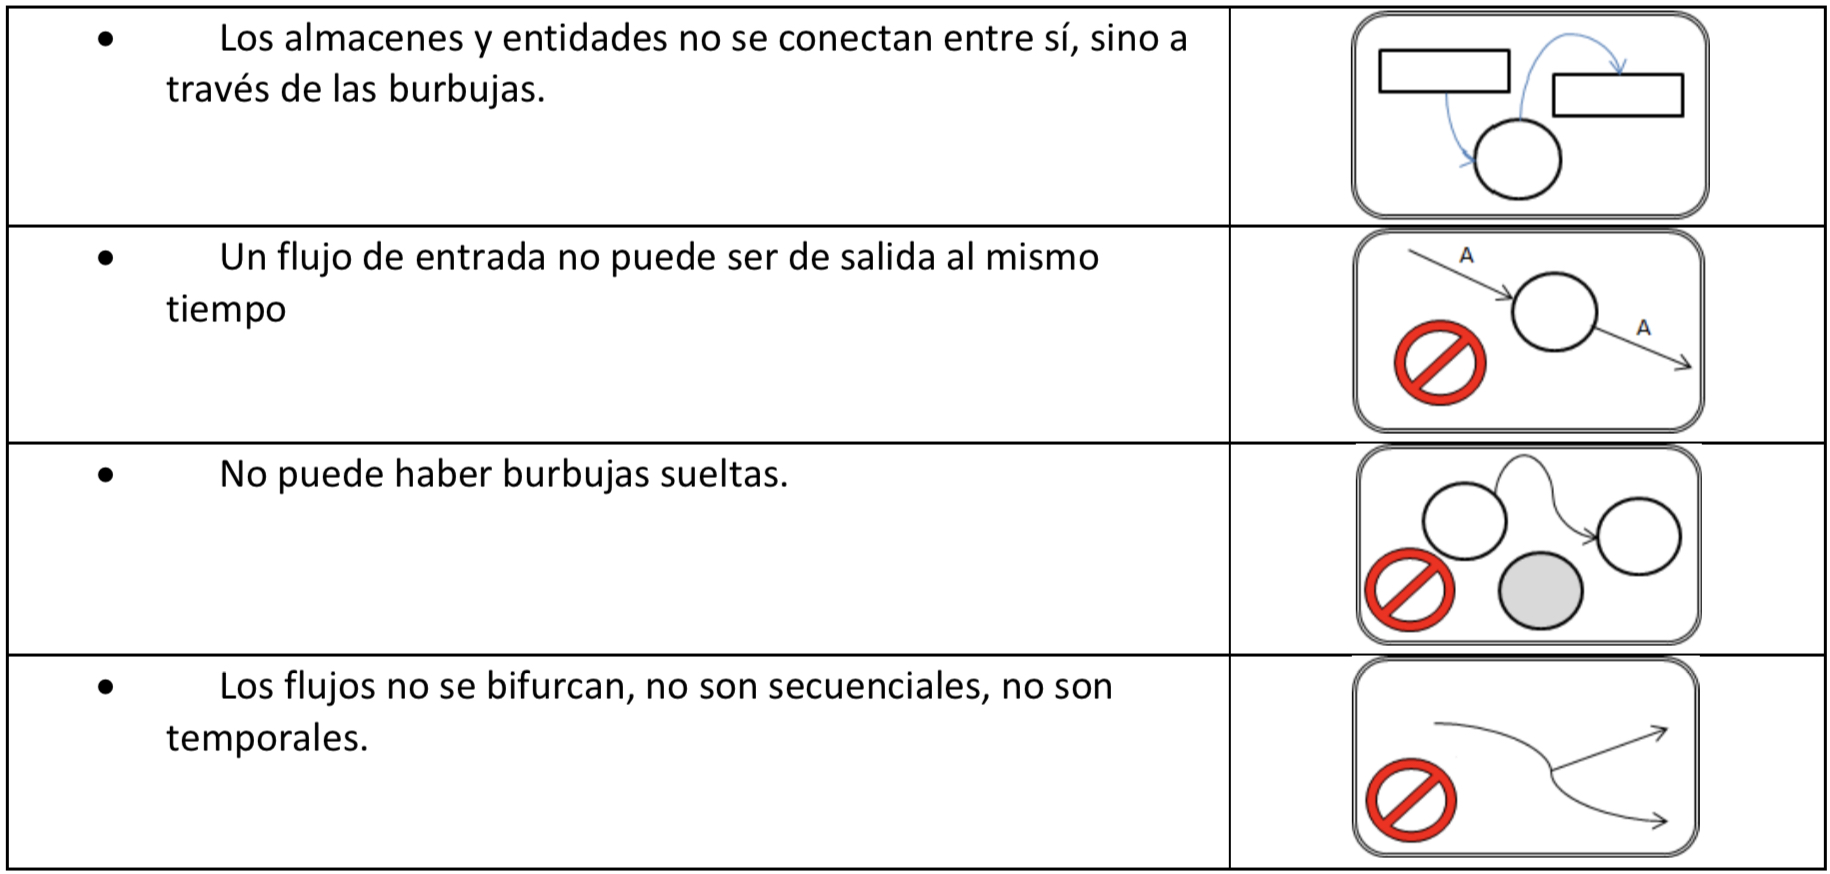 • Los almacenes y entidades no se conectan entre sí, sino a
través de las burbujas.
• Un flujo de entrada no puede ser de salida al mismo
tiempo
A
A
• No puede haber burbujas sueltas.
• Los flujos no se bifurcan, no son secuenciales, no son
temporales.